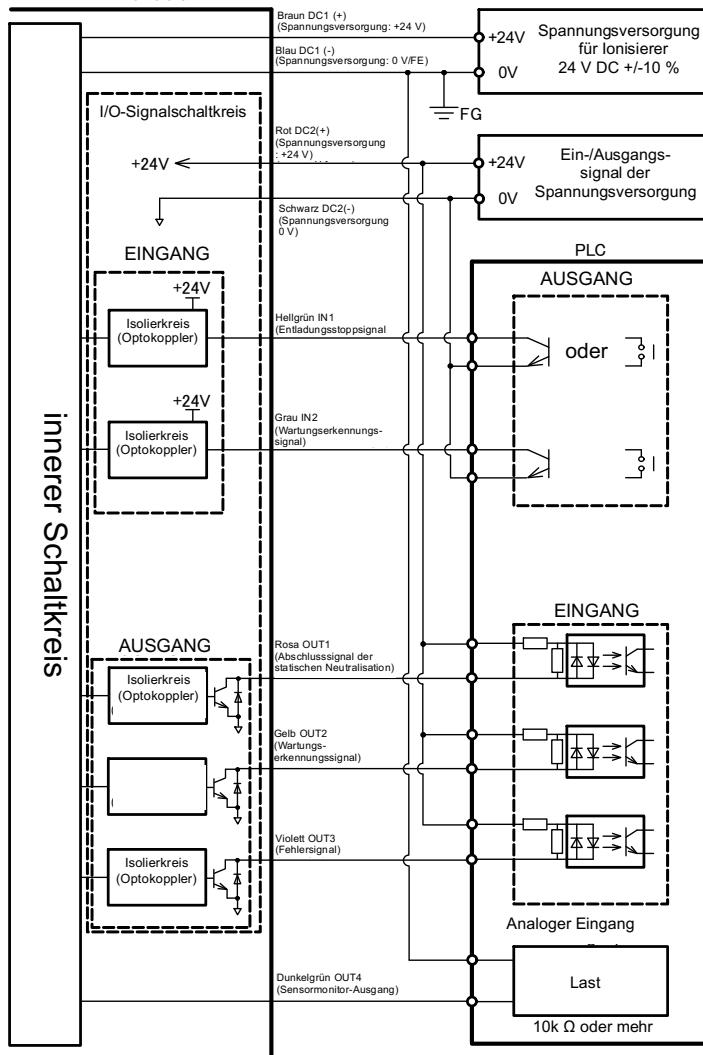 Braun DC1 (+)
(Spannungsversorgung: +24 V)
Blau DC1 (-)
(Spannungsversorgung: 0 V/FE)
+24V
0V
Spannungsversorgung
für Ionisierer
24 V DC +/-10 %
FG
I/O-Signalschaltkreis
Rot DC2(+)
(Spannungsversorgung
: +24 V)
+24V
+24V
0V
Ein-/Ausgangs-
signal der
Spannungsversorgung
Schwarz DC2(-)
(Spannungsversorgung
0 V)
EINGANG
+24V
Isolierkreis
(Optokoppler)
Hellgrün IN1
(Entladungsstoppsignal
+24V
Isolierkreis
(Optokoppler)
Grau IN2
(Wartungserkennungs-
signal)
PLC
AUSGANG
oder
innerer Schaltkreis
AUSGANG
Isolierkreis
(Optokoppler)
Rosa OUT1
(Abschlusssignal der
statischen Neutralisation)
Gelb OUT2
(Wartungs-
erkennungssignal)
Isolierkreis
(Optokoppler)
Violett OUT3
(Fehlersignal)
EINGANG
Analoger Eingang
Dunkelgrün OUT4
(Sensormonitor-Ausgang)
Last
10k Ω oder mehr